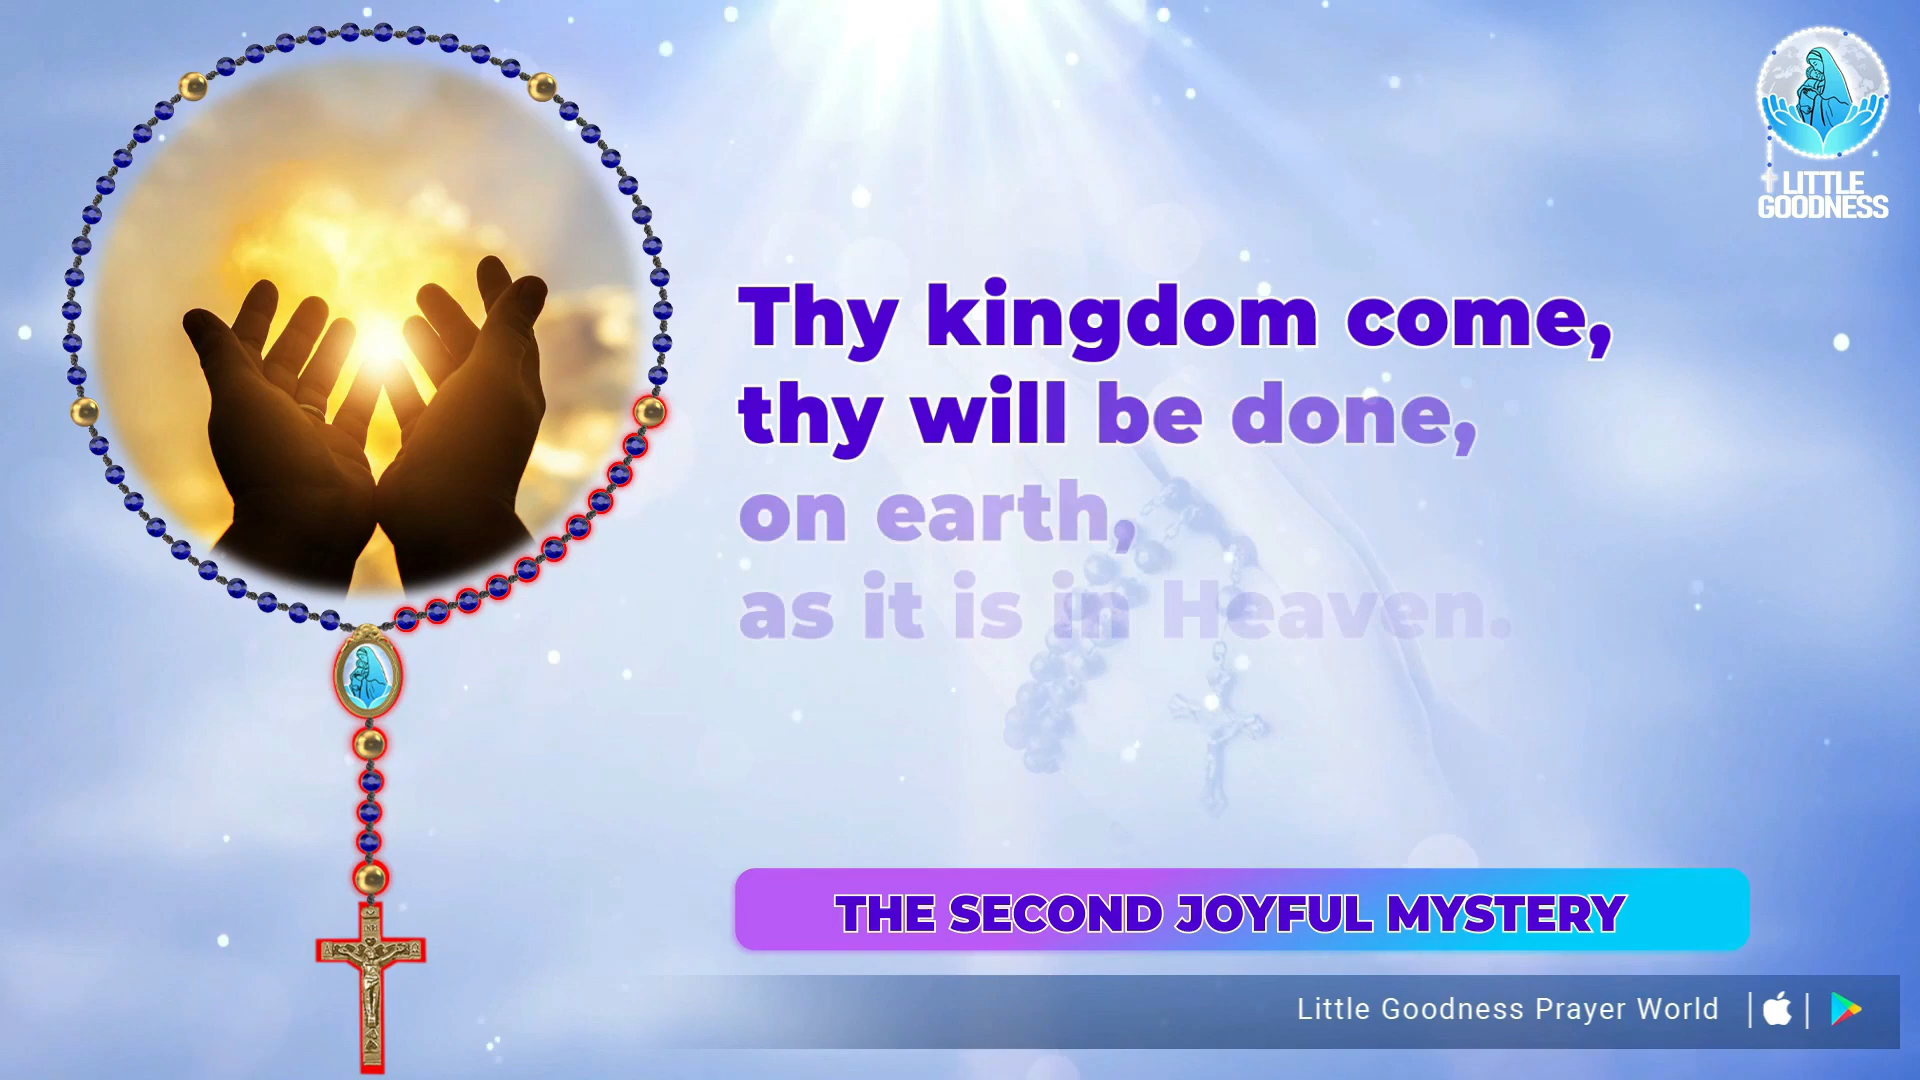 LITTLE
GOODNESS
Thy kingdom come,
thy will be done,
on earth,
as it is in Heaven.
THE SECOND JOYFUL MYSTERY
Little Goodness Prayer World